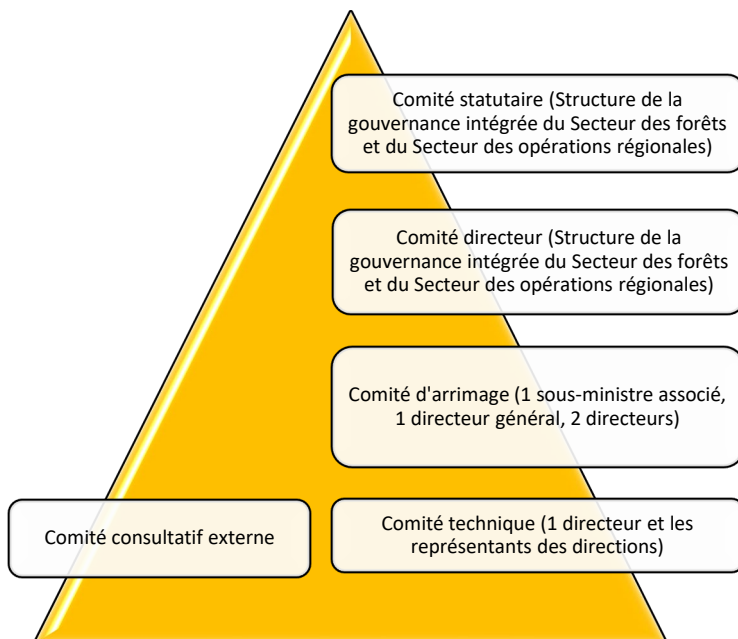 Comité statutaire (Structure de la
gouvernance intégrée du Secteur des forêts
et du Secteur des opérations régionales)
Comité directeur (Structure de la
gouvernance intégrée du Secteur des forêts
et du Secteur des opérations régionales)
Comité d'arrimage (1 sous-ministre associé,
1 directeur général, 2 directeurs)
Comité consultatif externe
Comité technique (1 directeur et les
représentants des directions)